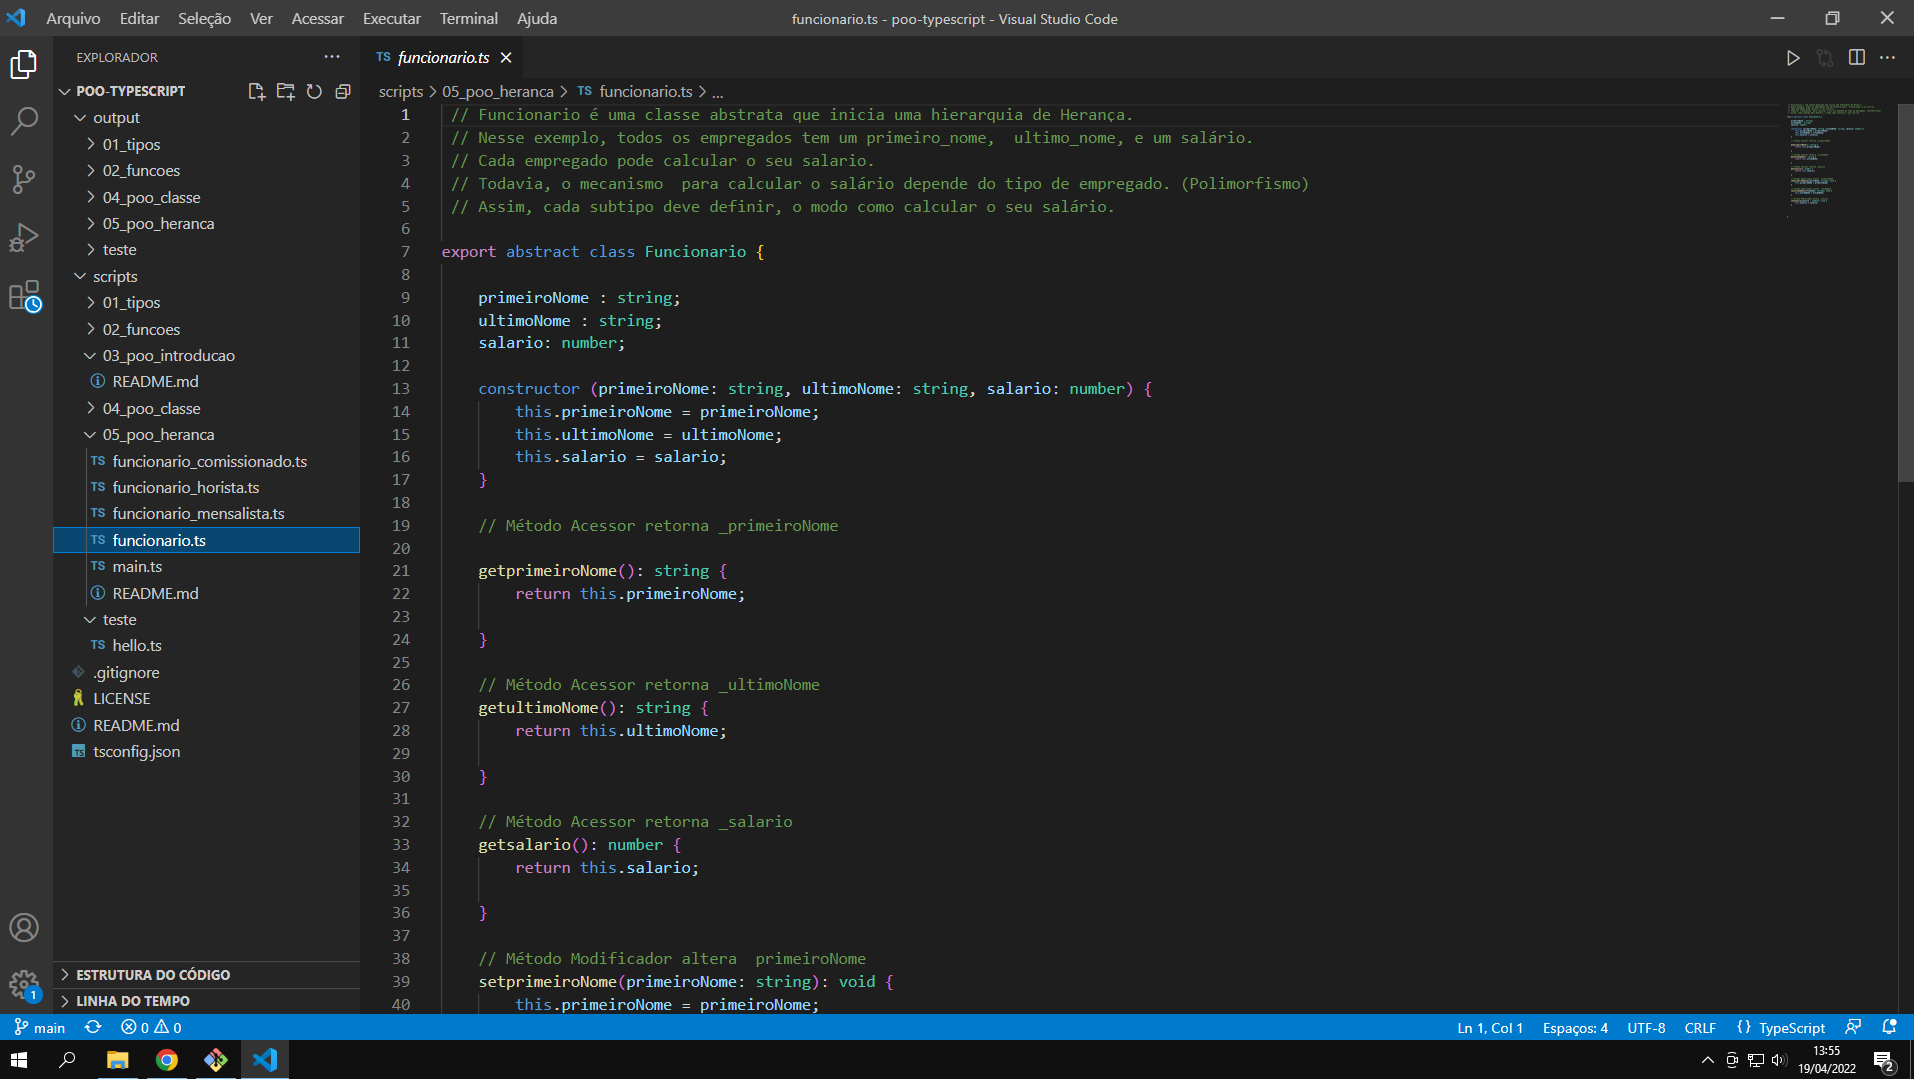 Arquivo Editar Seleção Ver Acessar Executar Terminal Ajuda
funcionario.ts - poo-typescript - Visual Studio Code
EXPLORADOR
POO-TYPESCRIPT
output
01_tipos
02_funcoes
04_poo_classe
05_poo_heranca
teste
scripts
01_tipos
02_funcoes
03_poo_introducao
README.md
04_poo_classe
05_poo_heranca
TS funcionario_comissionado.ts
TS funcionario_horista.ts
TS funcionario_mensalista.ts
TS funcionario.ts
TS main.ts
README.md
teste
TS hello.ts
.gitignore
LICENSE
README.md
TS tsconfig.json
ESTRUTURA DO CÓDIGO
LINHA DO TEMPO
TS funcionario.ts
scripts > 05_poo_heranca > TS funcionario.ts > ...
1 // Funcionario é uma classe abstrata que inicia uma hierarquia de Herança.
2 // Nesse exemplo, todos os empregados tem um primeiro_nome,  ultimo_nome, e um salário.
3 // Cada empregado pode calcular o seu salario.
4 // Todavia, o mecanismo  para calcular o salário depende do tipo de empregado. (Polimorfismo)
5 // Assim, cada subtipo deve definir, o modo como calcular o seu salário.
6
7 export abstract class Funcionario {
8
9 primeiroNome : string;
10 ultimoNome : string;
11 salario: number;
12
13 constructor (primeiroNome: string, ultimoNome: string, salario: number) {
14 this.primeiroNome = primeiroNome;
15 this.ultimoNome = ultimoNome;
16 this.salario = salario;
17 }
18
19 // Método Acessor retorna _primeiroNome
20
21 getprimeiroNome(): string {
22 return this.primeiroNome;
23
24 }
25
26 // Método Acessor retorna _ultimoNome
27 getultimoNome(): string {
28 return this.ultimoNome;
29
30 }
31
32 // Método Acessor retorna _salario
33 getsalario(): number {
34 return this.salario;
35
36 }
37
38 // Método Modificador altera  primeiroNome
39 setprimeiroNome(primeiroNome: string): void {
40 this.primeiroNome = primeiroNome;
1
main 0 0
Ln 1, Col 1 Espaços: 4 UTF-8 CRLF { } TypeScript
13:55
19/04/2022
2